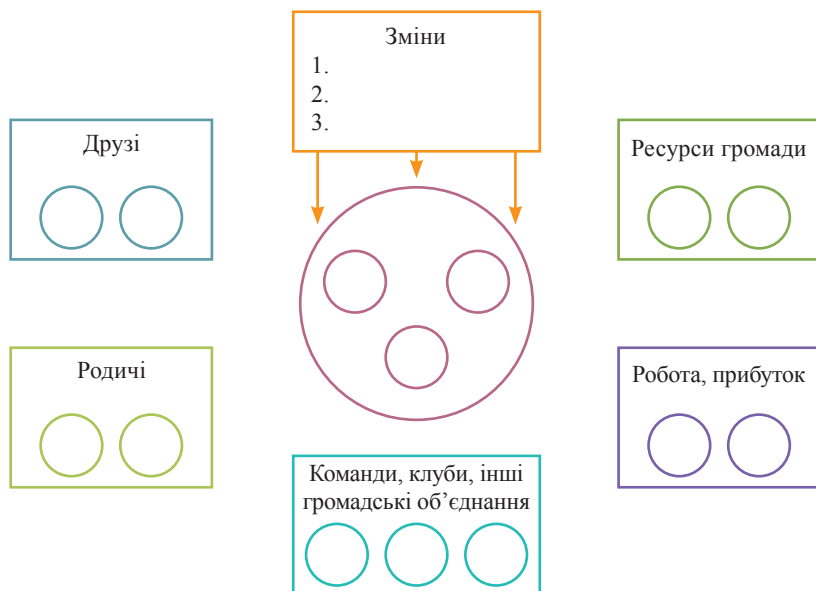 Зміни
1.
2.
3.
Друзі
Ресурси громади
Родичі
Робота, прибуток
Команди, клуби, інші
громадські об’єднання